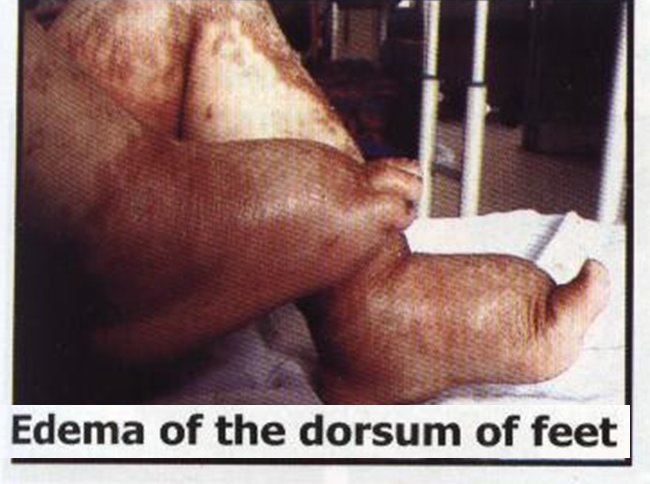 Edema of the dorsum of feet